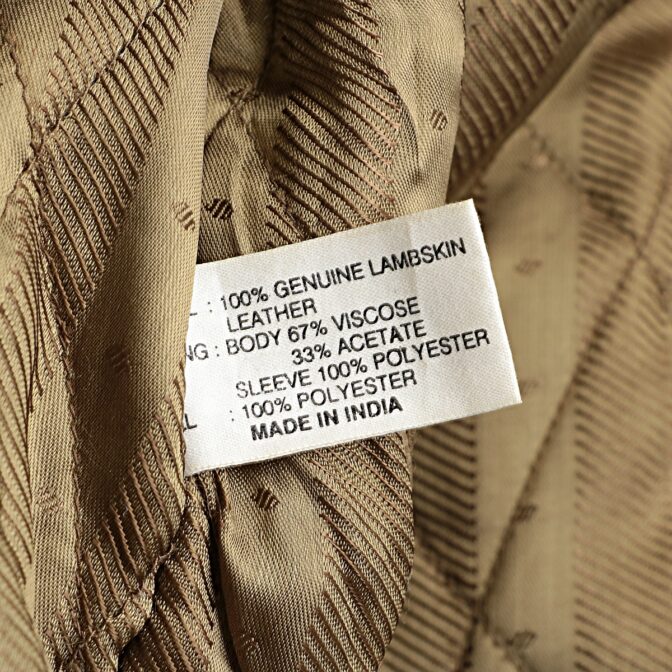 L : 100% GENUINE LAMBSKIN
LEATHER
NG : BODY 67% VISCOSE
33% ACETATE
SLEEVE 100% POLYESTER
L : 100% POLYESTER
MADE IN INDIA